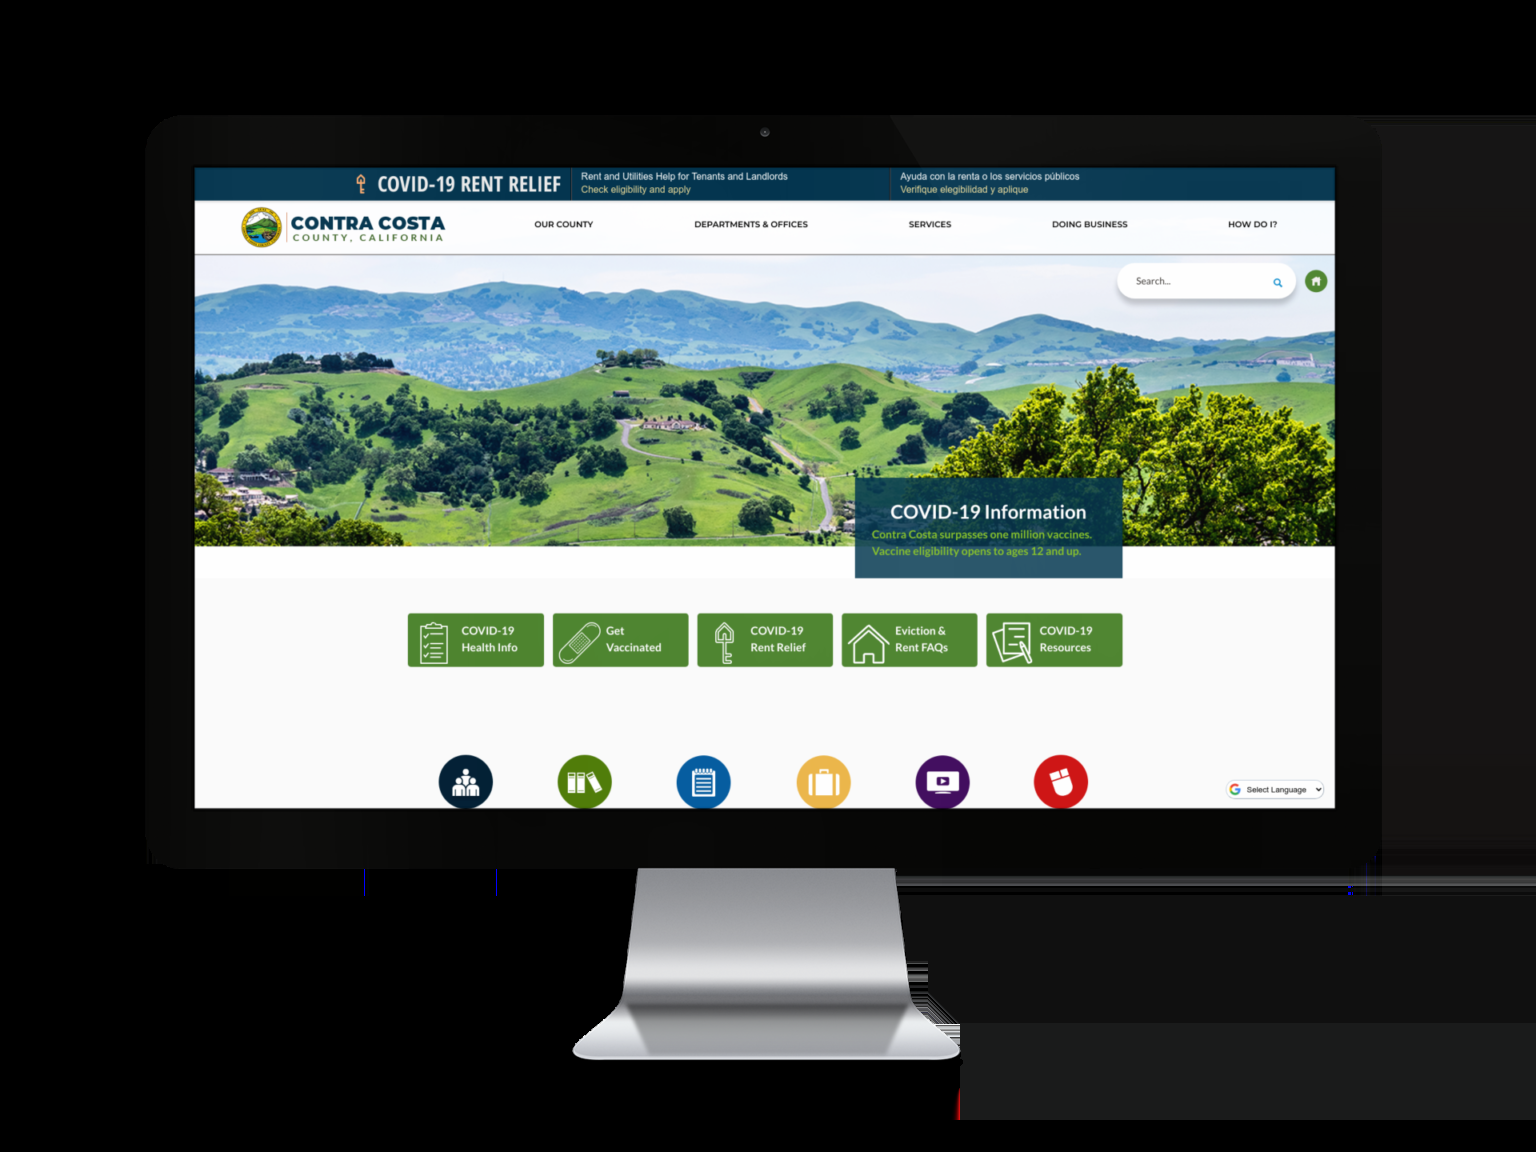 COVID-19 RENT RELIEF
Rent and Utilities Help for Tenants and Landlords
Check eligibility and apply
Ayuda con la renta o los servicios públicos
Verifique elegibilidad y aplique
CONTRA COSTA
COUNTY, CALIFORNIA
OUR COUNTY
DEPARTMENTS & OFFICES
SERVICES
DOING BUSINESS
HOW DO I?
Search...
COVID-19 Information
Contra Costa surpasses one million vaccines.
Vaccine eligibility opens to ages 12 and up.
COVID-19
Health Info
Get
Vaccinated
COVID-19
Rent Relief
Eviction &
Rent FAQs
COVID-19
Resources
G Select Language